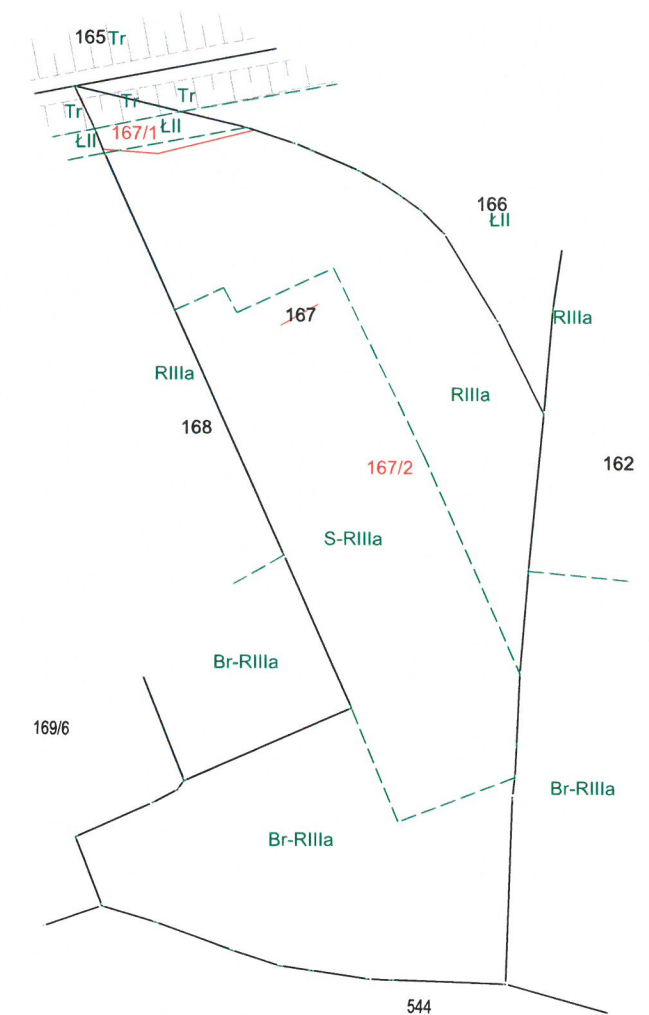 165 Tr
Tr
Tr
Tr
167/1
ŁII
ŁII
166
ŁII
167
RIIIa
RIIIa
RIIIa
168
167/2
162
S-RIIIa
Br-RIIIa
169/6
Br-RIIIa
Br-RIIIa
544